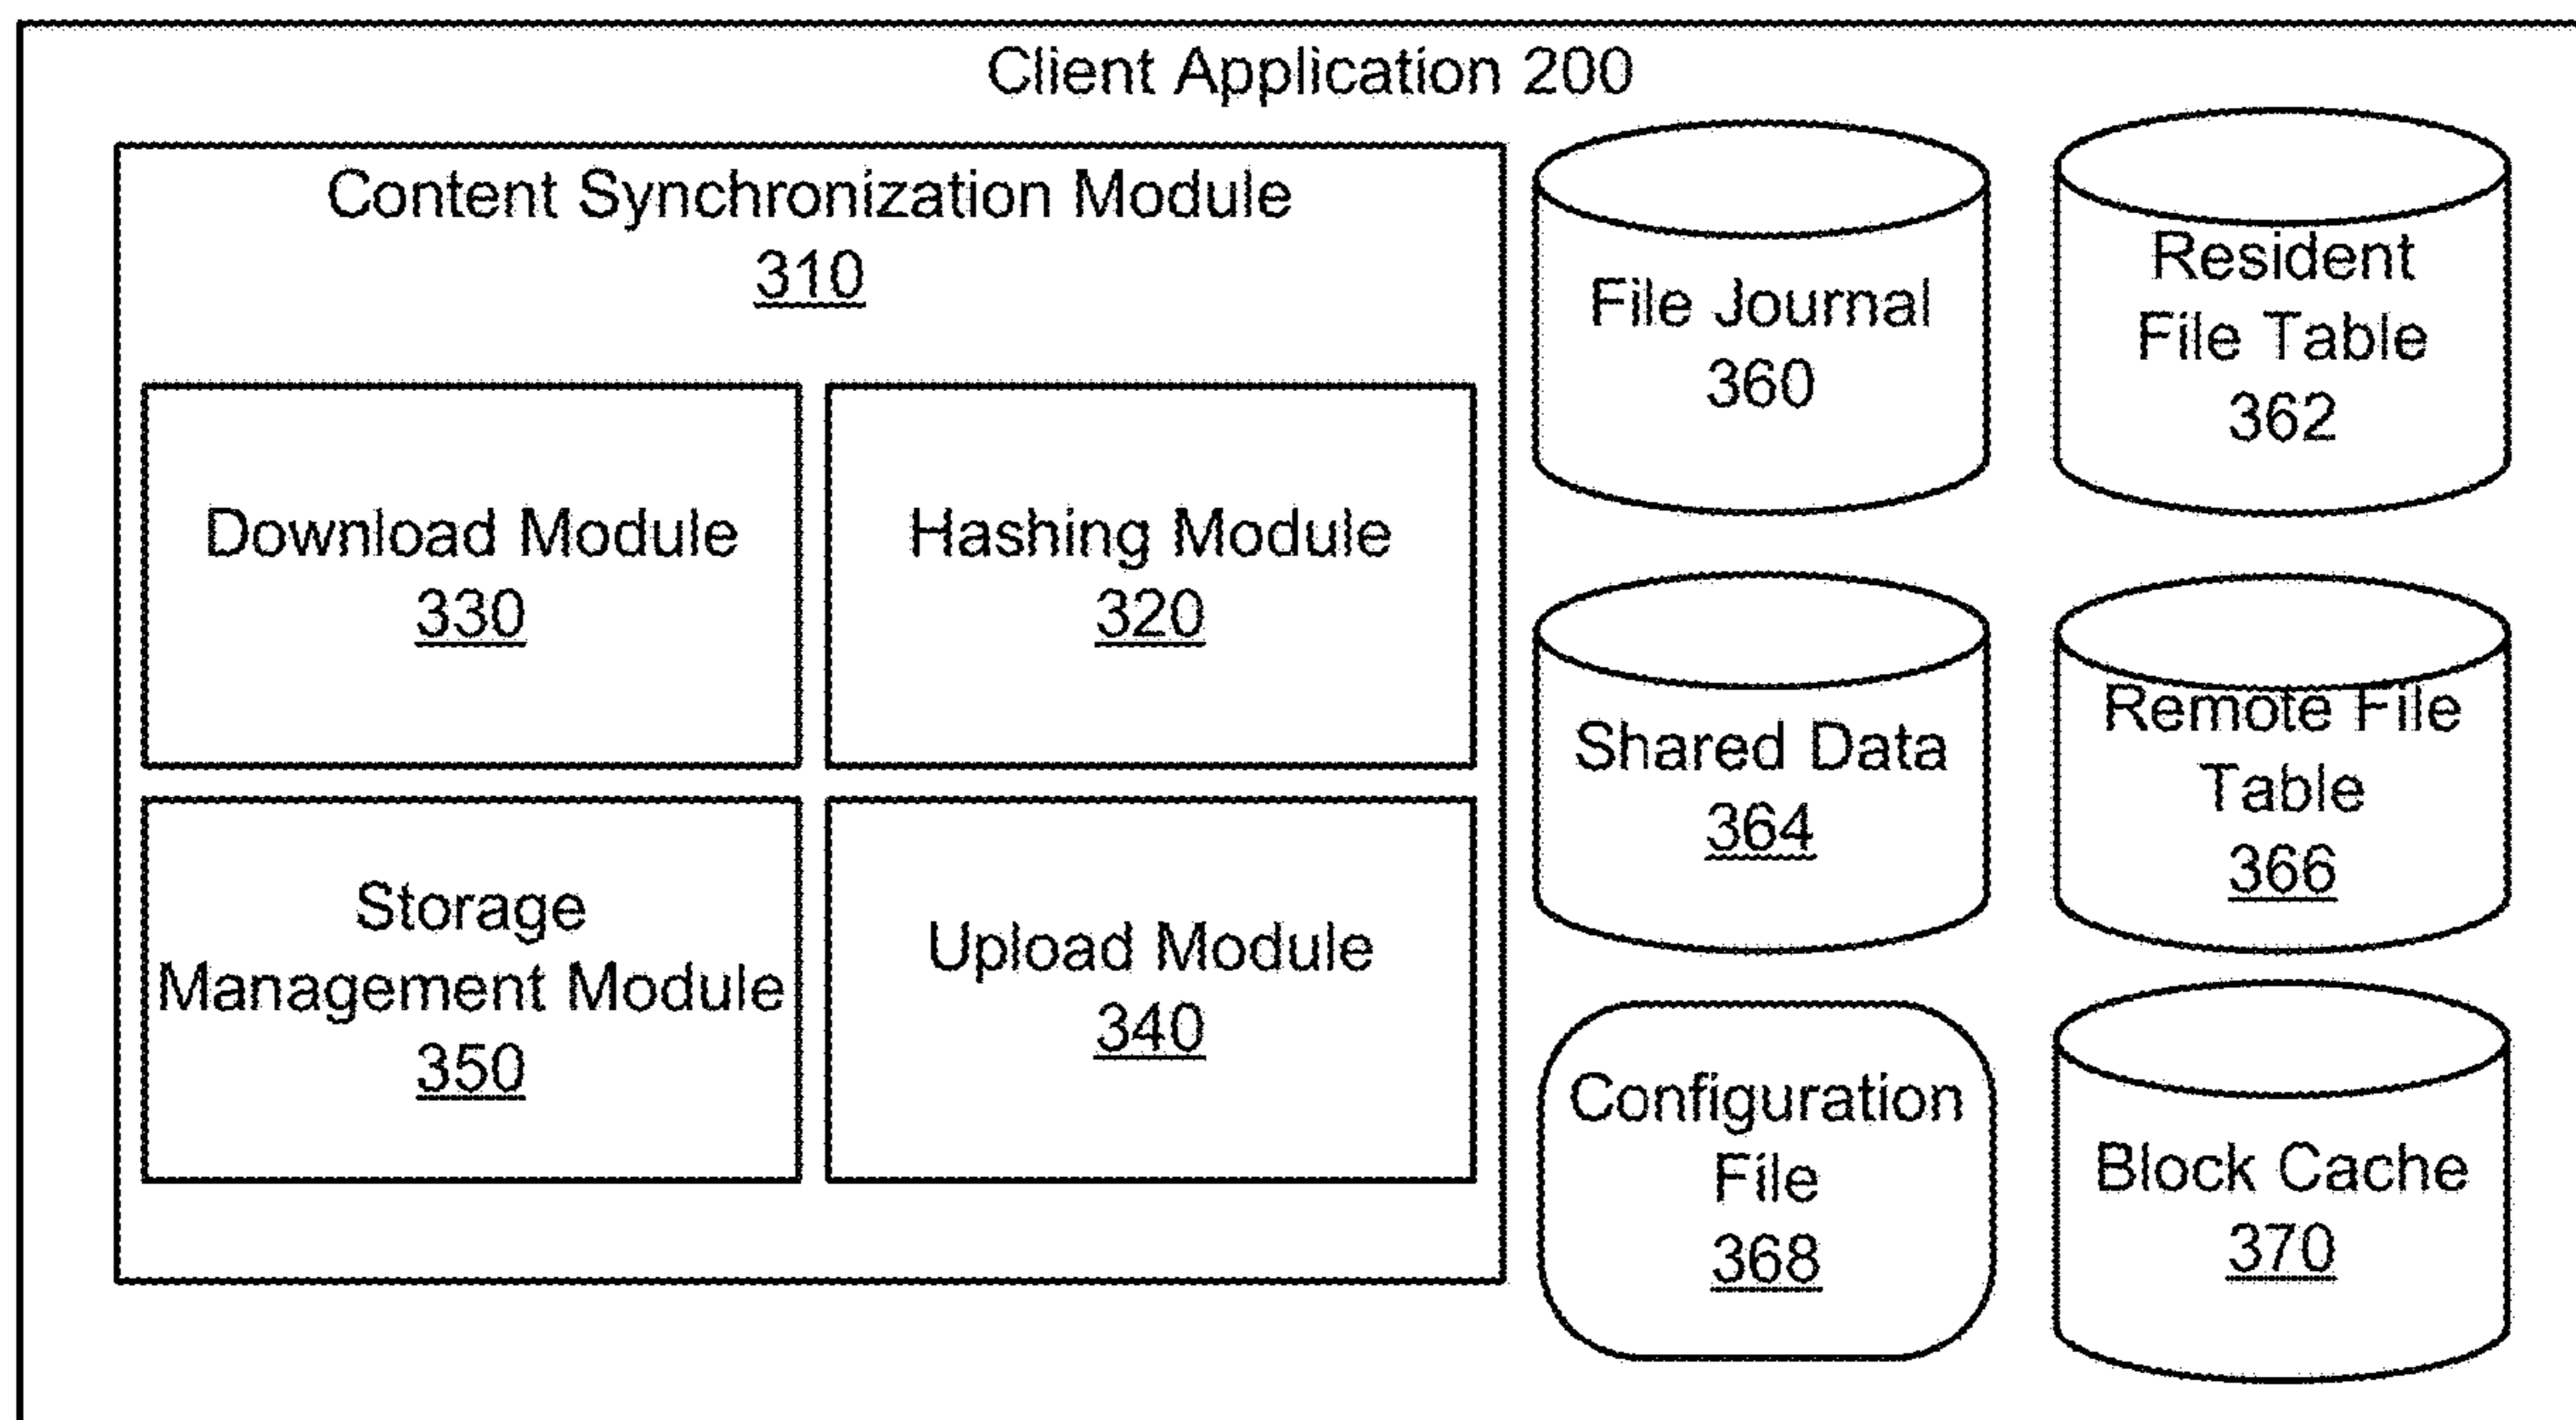 Client Application 200
Content Synchronization Module
310
Download Module
330
Hashing Module
320
Storage
Management Module
350
Upload Module
340
File Journal
360
Resident
File Table
362
Shared Data
364
Remote File
Table
366
Configuration
File
368
Block Cache
370